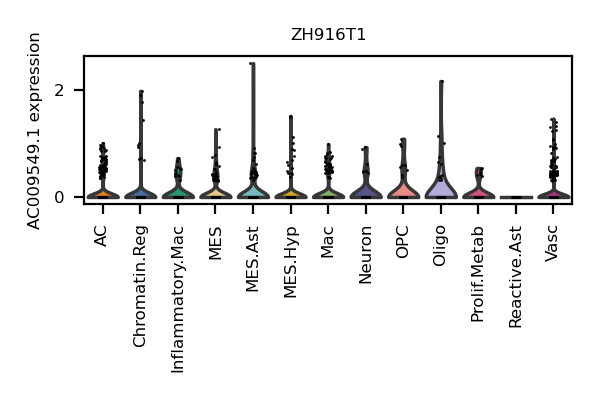 ZH916T1
AC009549.1 expression
2
0
AC
Chromatin.Reg
Inflammatory.Mac
MES
MES.Ast
MES.Hyp
Mac
Neuron
OPC
Oligo
Prolif.Metab
Reactive.Ast
Vasc